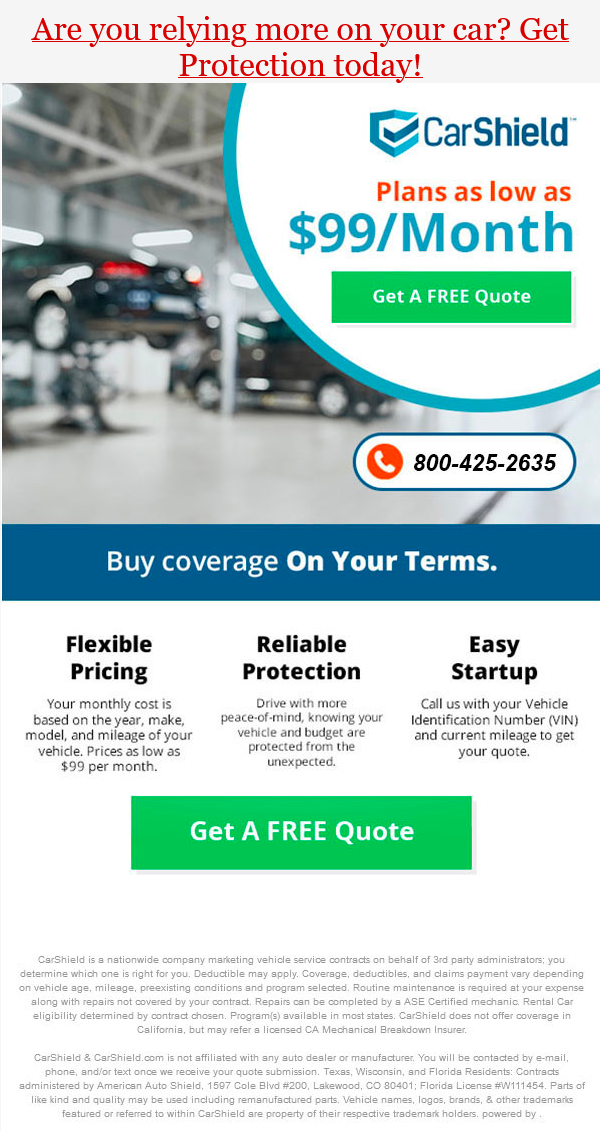 Are you relying more on your car? Get
Protection today!
CarShield™
Plans as low as
$99/Month
Get A FREE Quote
800-425-2635
Buy coverage On Your Terms.
Flexible
Pricing
Your monthly cost is
based on the year, make,
model, and mileage of your
vehicle. Prices as low as
$99 per month.
Reliable
Protection
Drive with more
peace-of-mind, knowing your
vehicle and budget are
protected from the
unexpected.
Easy
Startup
Call us with your Vehicle
Identification Number (VIN)
and current mileage to get
your quote.
Get A FREE Quote
CarShield is a nationwide company marketing vehicle service contracts on behalf of 3rd party administrators; you
determine which one is right for you. Deductible may apply. Coverage, deductibles, and claims payment vary depending
on vehicle age, mileage, preexisting conditions and program selected. Routine maintenance is required at your expense
along with repairs not covered by your contract. Repairs can be completed by a ASE Certified mechanic. Rental Car
eligibility determined by contract chosen. Program(s) available in most states. CarShield does not offer coverage in
California, but may refer a licensed CA Mechanical Breakdown Insurer.
CarShield & CarShield.com is not affiliated with any auto dealer or manufacturer. You will be contacted by e-mail,
phone, and/or text once we receive your quote submission. Texas, Wisconsin, and Florida Residents: Contracts
administered by American Auto Shield, 1597 Cole Blvd #200, Lakewood, CO 80401; Florida License #W111454. Parts of
like kind and quality may be used including remanufactured parts. Vehicle names, logos, brands, & other trademarks
featured or referred to within CarShield are property of their respective trademark holders. powered by .